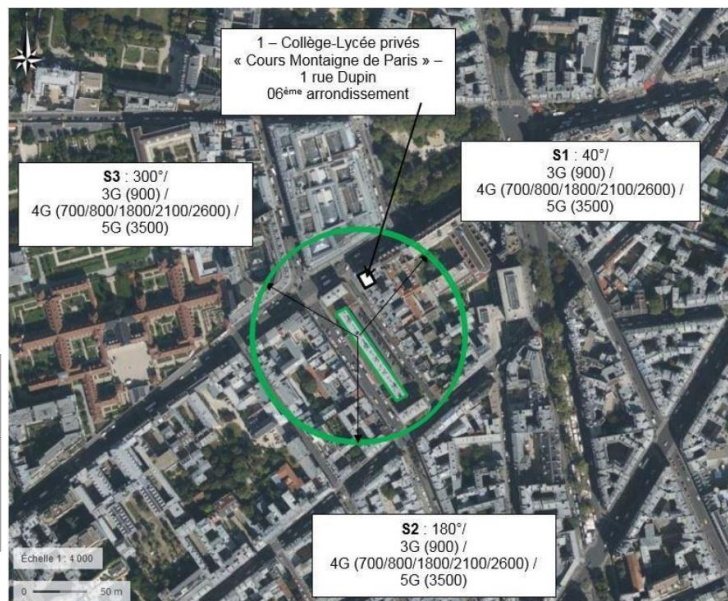 1 – Collège-Lycée privés
« Cours Montaigne de Paris » –
1 rue Dupin
06ème arrondissement
S3 : 300°/
3G (900) /
4G (700/800/1800/2100/2600) /
5G (3500)
S1 : 40°/
3G (900) /
4G (700/800/1800/2100/2600) /
5G (3500)
S2 : 180°/
3G (900) /
4G (700/800/1800/2100/2600) /
5G (3500)
Échelle 1 : 4 000
0 50 m